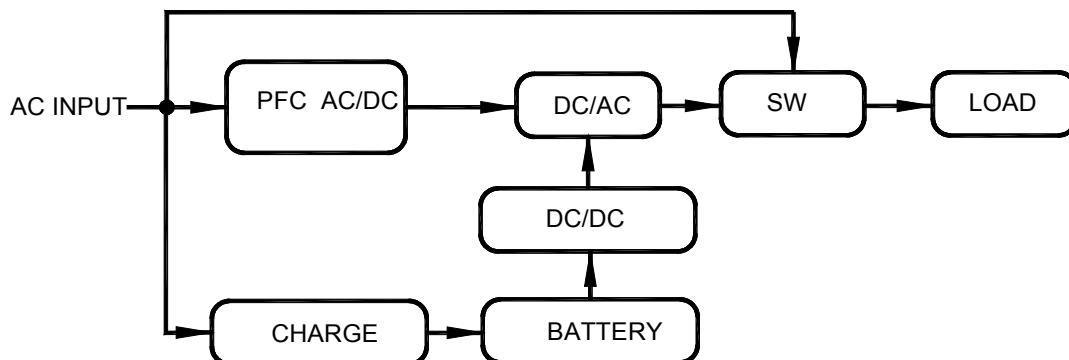 AC INPUT
PFC AC/DC
DC/AC
SW
LOAD
DC/DC
CHARGE
BATTERY